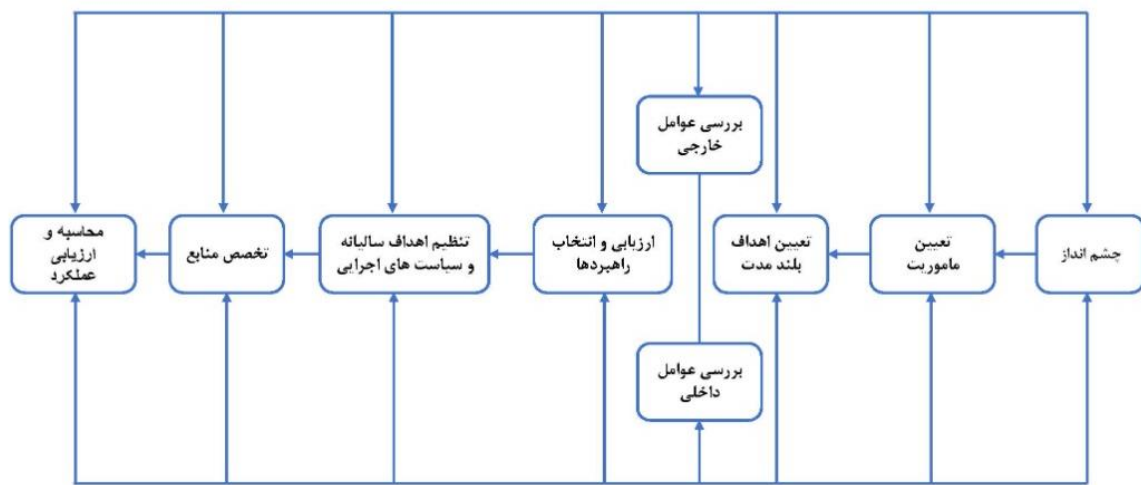 بررسی عوامل
خارجی
چشم انداز
تعیین
ماموریت
تعیین اهداف
بلند مدت
ارزیابی و انتخاب
راهبردها
تنظیم اهداف سالیانه
و سیاست های اجرایی
تخصص منابع
محاسبه و
ارزیابی
عملکرد
بررسی عوامل
داخلی